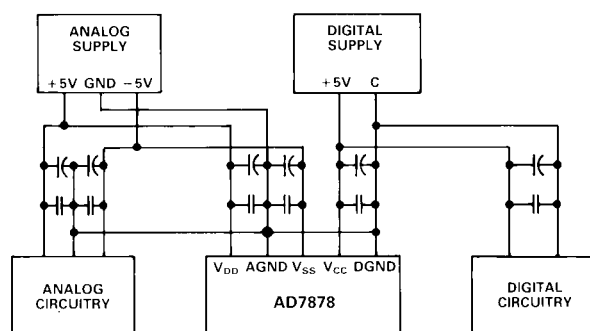 ANALOG
SUPPLY
+5V GND −5V
DIGITAL
SUPPLY
+5V C
ANALOG
CIRCUITRY
VDD AGND VSS VCC DGND
AD7878
DIGITAL
CIRCUITRY